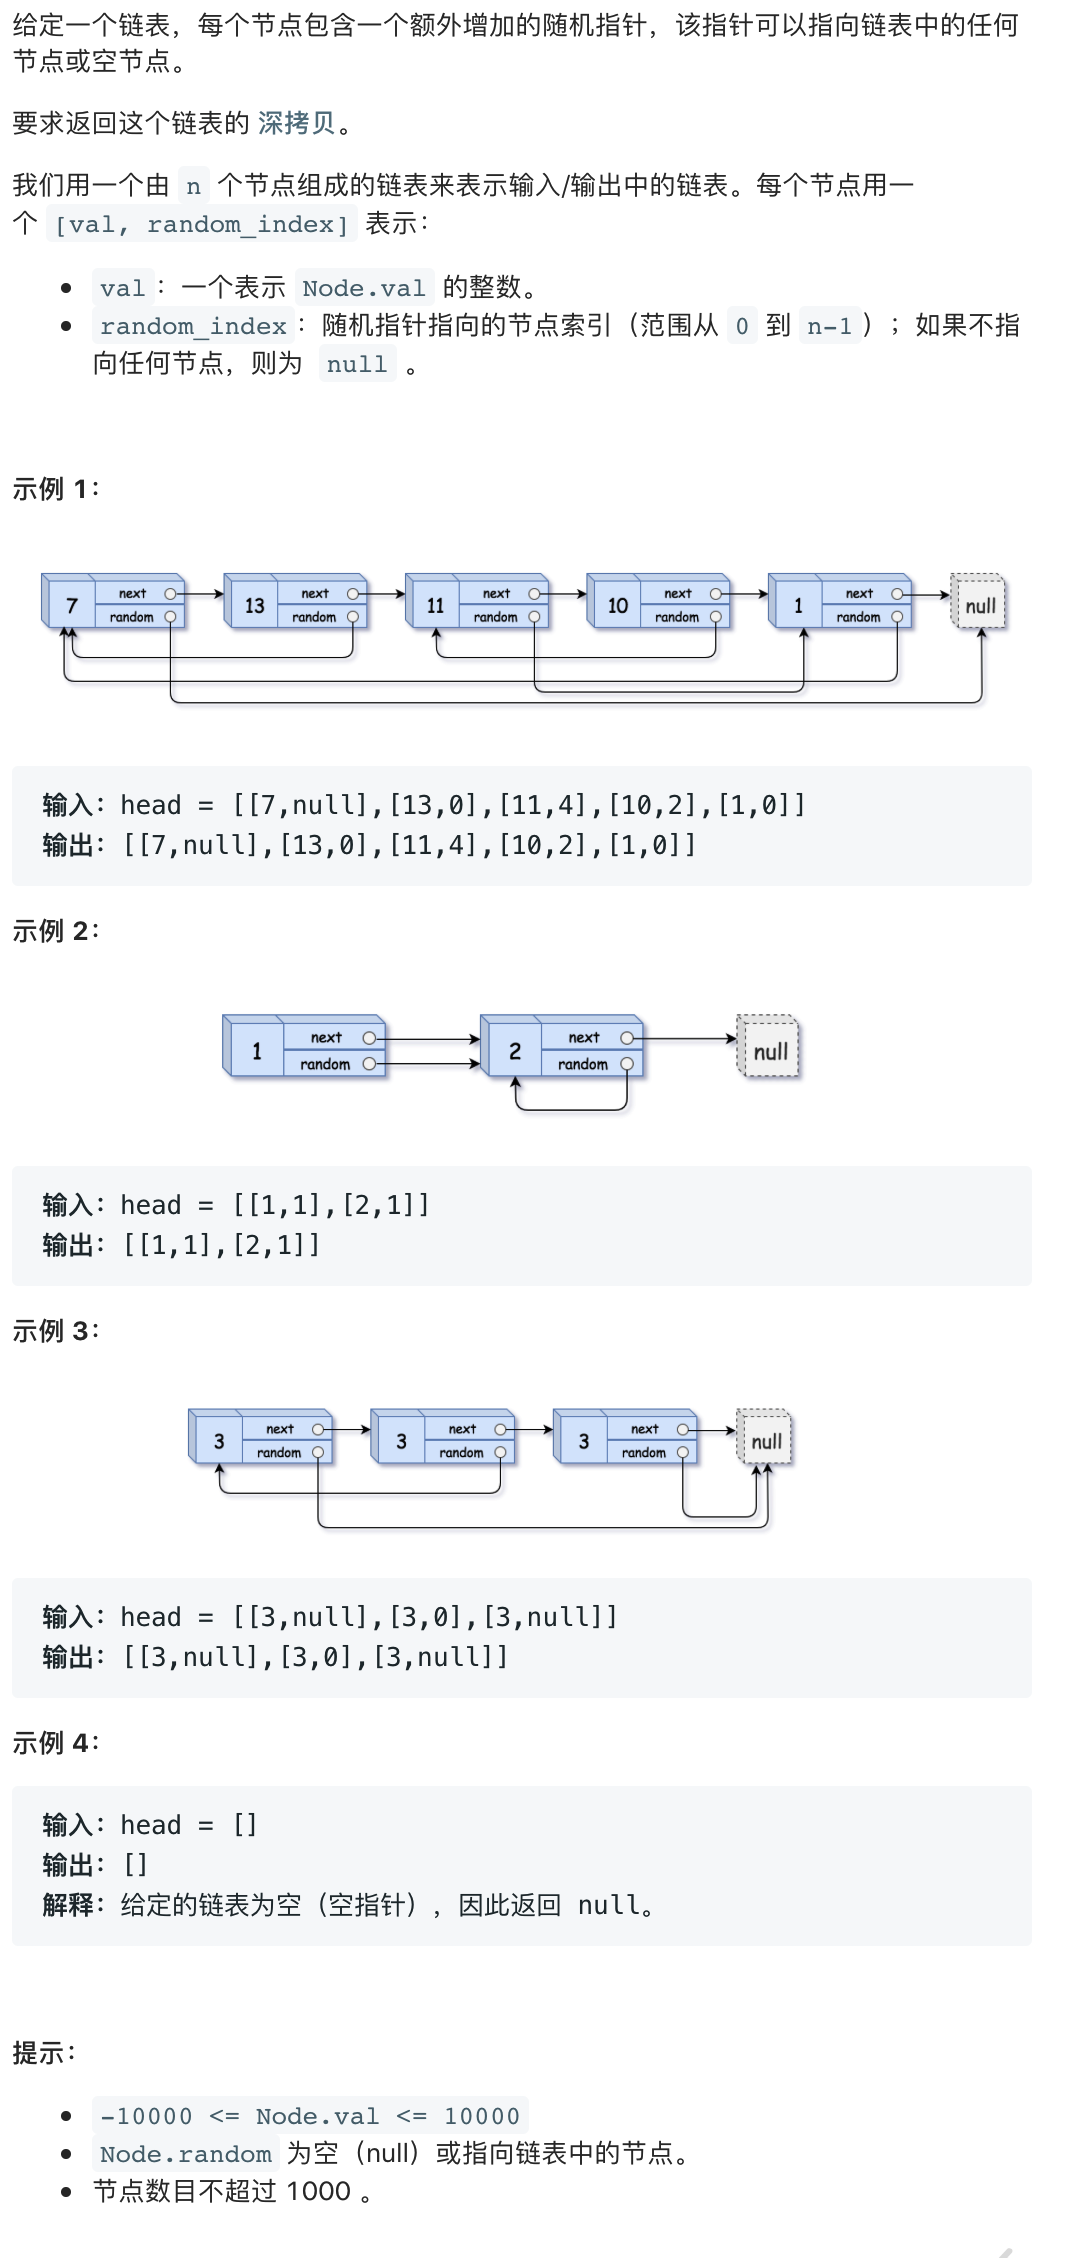 给定一个链表，每个节点包含一个额外增加的随机指针，该指针可以指向链表中的任何
节点或空节点。
要求返回这个链表的 深拷贝。
我们用一个由 n 个节点组成的链表来表示输入/输出中的链表。每个节点用一
个 [val, random_index] 表示：
val：一个表示 Node.val 的整数。
random_index：随机指针指向的节点索引（范围从 0 到 n-1）；如果不指
向任何节点，则为 null 。
示例 1：
7 next random 13 next random 11 next random 10 next random 1 next random null
输入：head = [[7,null],[13,0],[11,4],[10,2],[1,0]]
输出：[[7,null],[13,0],[11,4],[10,2],[1,0]]
示例 2：
1 next random 2 next random null
输入：head = [[1,1],[2,1]]
输出：[[1,1],[2,1]]
示例 3：
3 next random 3 next random 3 next random null
输入：head = [[3,null],[3,0],[3,null]]
输出：[[3,null],[3,0],[3,null]]
示例 4：
输入：head = []
输出：[]
解释：给定的链表为空（空指针），因此返回 null。
提示：
-10000 <= Node.val <= 10000
Node.random 为空（null）或指向链表中的节点。
节点数目不超过 1000 。